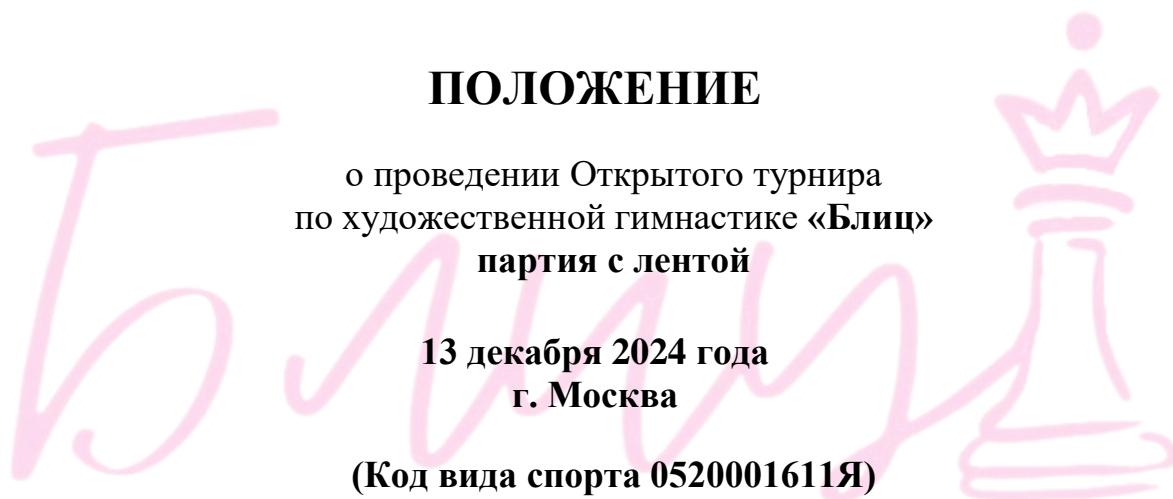 ПОЛОЖЕНИЕ
о проведении Открытого турнира
по художественной гимнастике «Блиц»
партия с лентой
13 декабря 2024 года
г. Москва
(Код вида спорта 0520001611Я)
Блиц